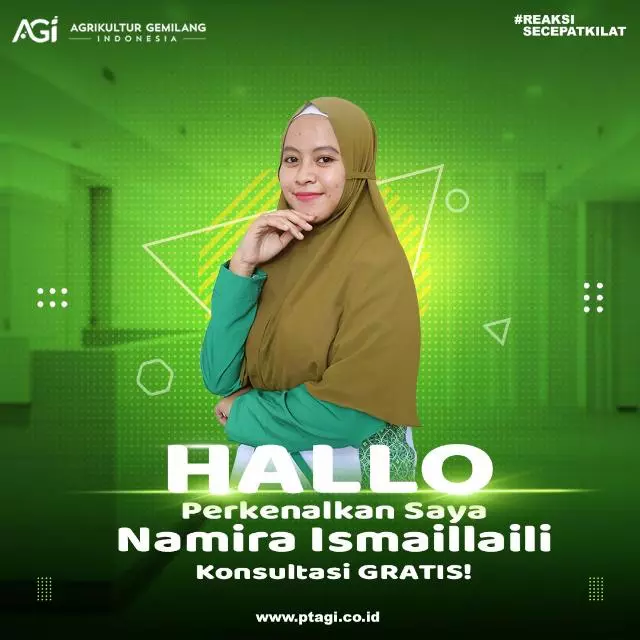 AGi AGRIKULTUR GEMILANG
INDONESIA
#REAKSI
SECEPATKILAT
HALLO
Perkenalkan Saya
Namira Ismaillaili
Konsultasi GRATIS!
www.ptagi.co.id